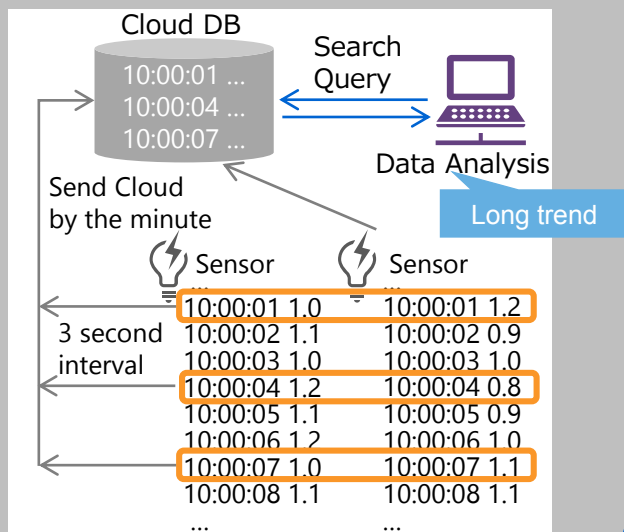 Cloud DB
10:00:01 ...
10:00:04 ...
10:00:07 ...
Search
Query
Data Analysis
Long trend
Send Cloud
by the minute
3 second
interval
Sensor
...
10:00:01 1.0
10:00:02 1.1
10:00:03 1.0
10:00:04 1.2
10:00:05 1.1
10:00:06 1.2
10:00:07 1.0
10:00:08 1.1
...
Sensor
...
10:00:01 1.2
10:00:02 0.9
10:00:03 1.0
10:00:04 0.8
10:00:05 0.9
10:00:06 1.0
10:00:07 1.1
10:00:08 1.1
...